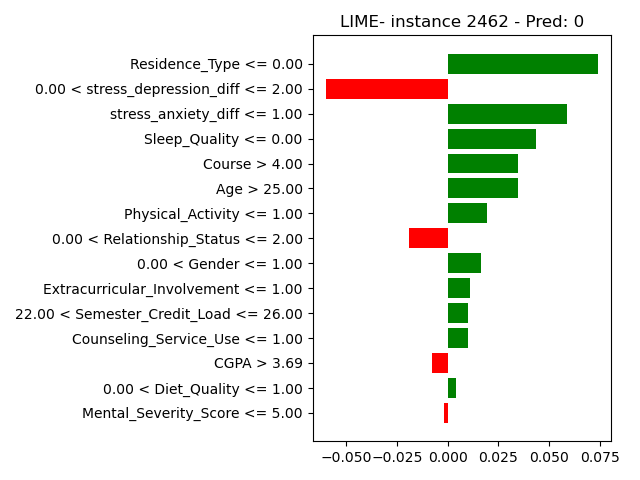 LIME- instance 2462 - Pred: 0
Residence_Type <= 0.00
0.00 < stress_depression_diff <= 2.00
stress_anxiety_diff <= 1.00
Sleep_Quality <= 0.00
Course > 4.00
Age > 25.00
Physical_Activity <= 1.00
0.00 < Relationship_Status <= 2.00
0.00 < Gender <= 1.00
Extracurricular_Involvement <= 1.00
22.00 < Semester_Credit_Load <= 26.00
Counseling_Service_Use <= 1.00
CGPA > 3.69
0.00 < Diet_Quality <= 1.00
Mental_Severity_Score <= 5.00
−0.050 −0.025 0.000 0.025 0.050 0.075